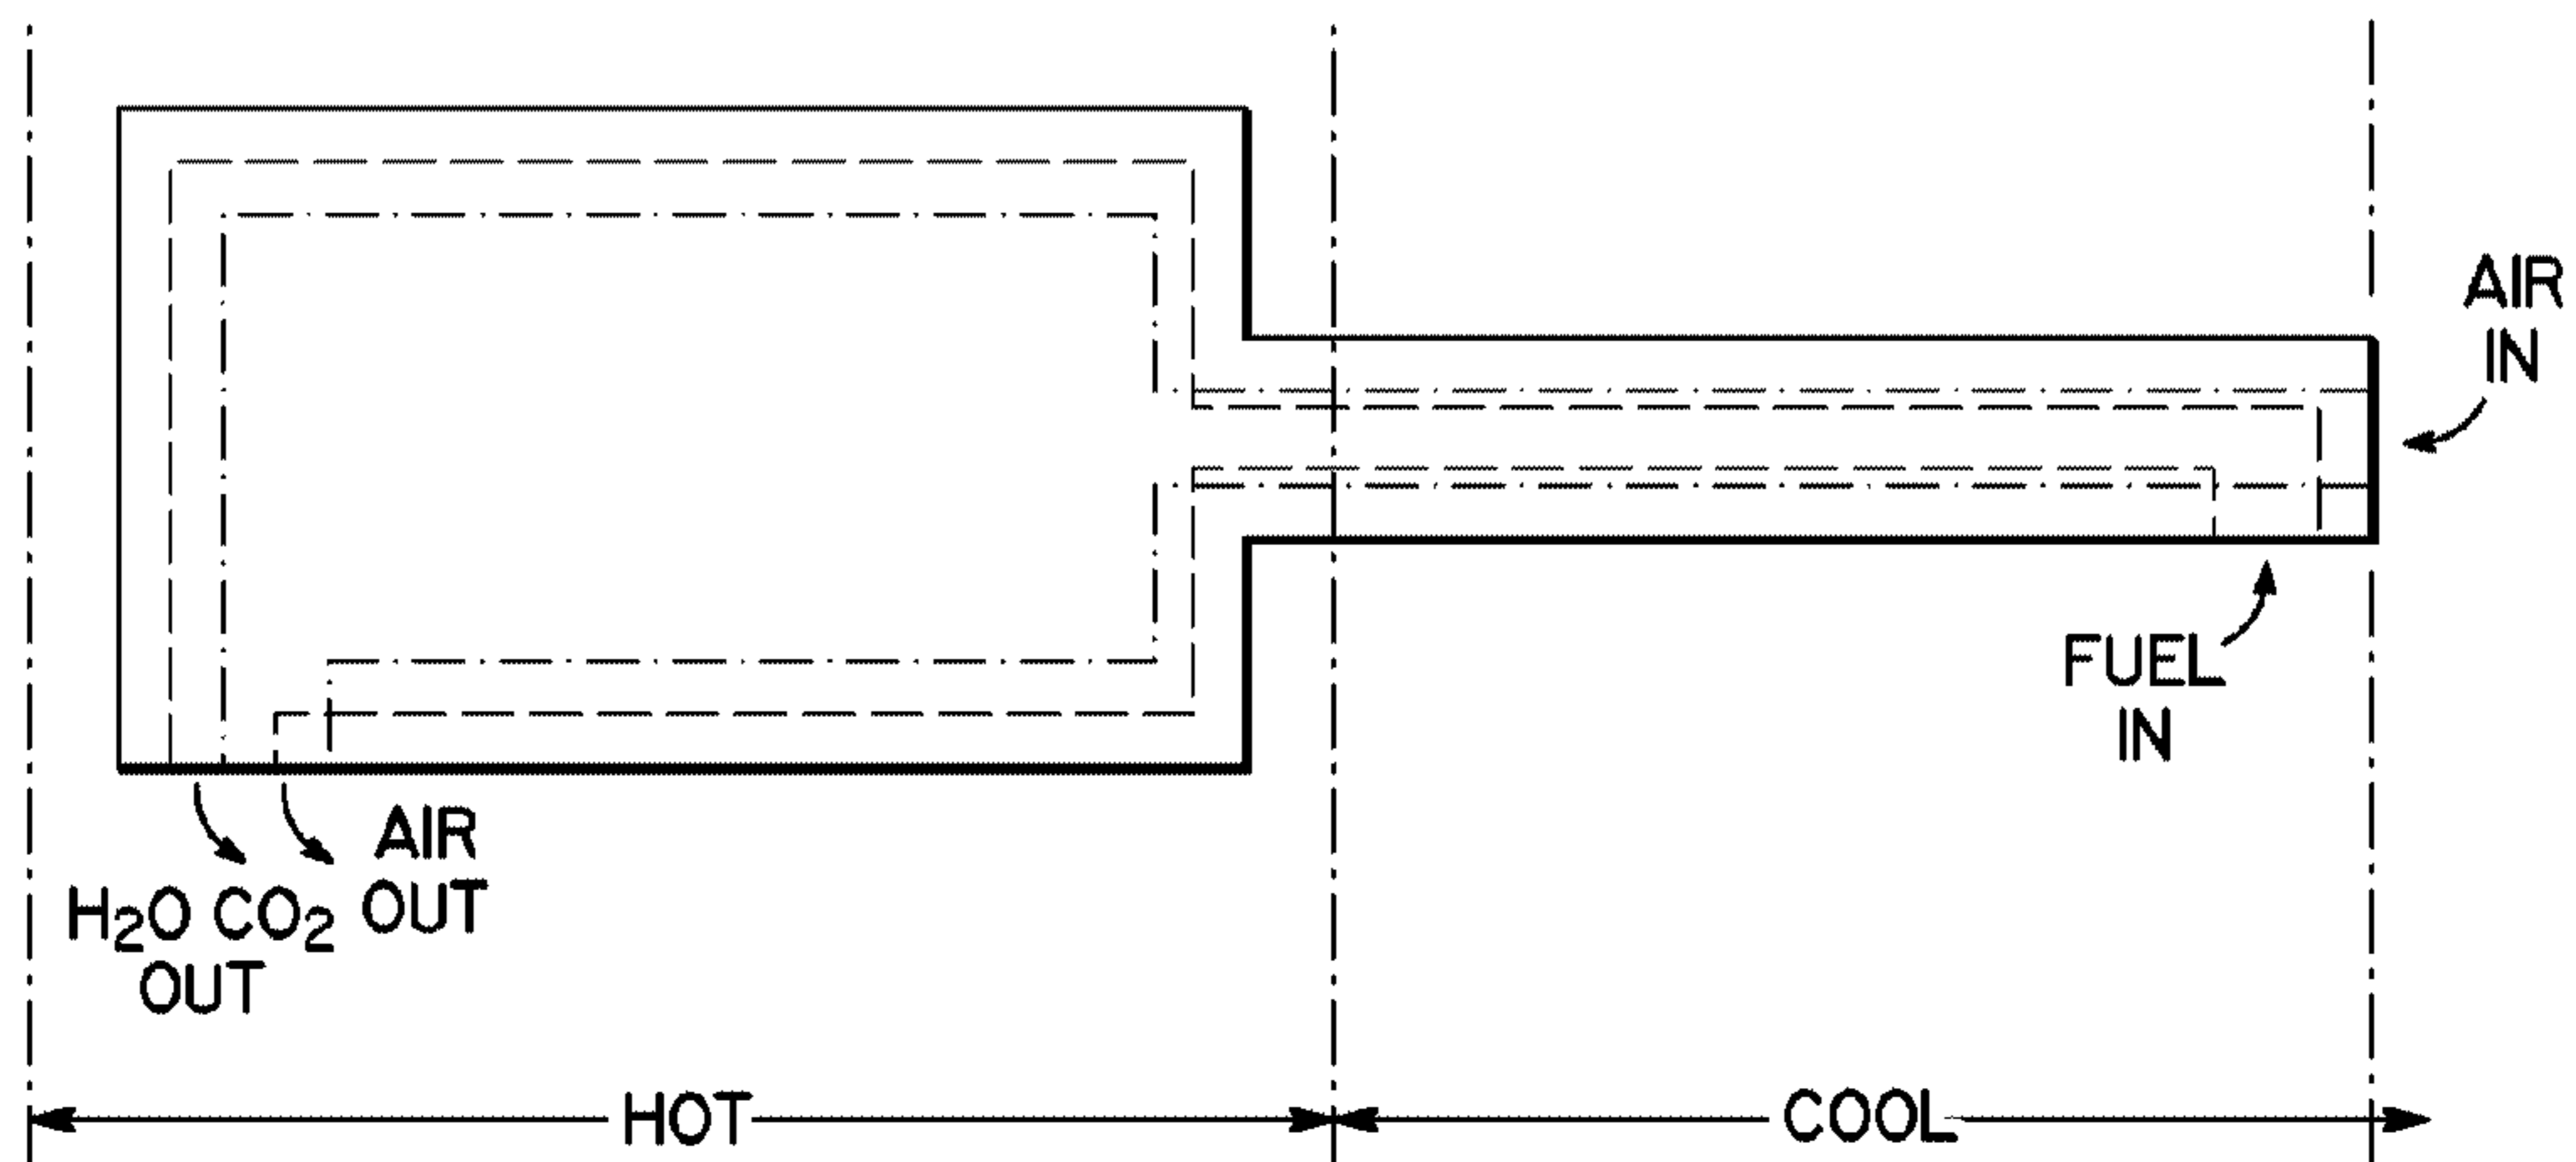 AIR
IN
FUEL
IN
AIR
OUT
H₂O CO₂
OUT
HOT
COOL